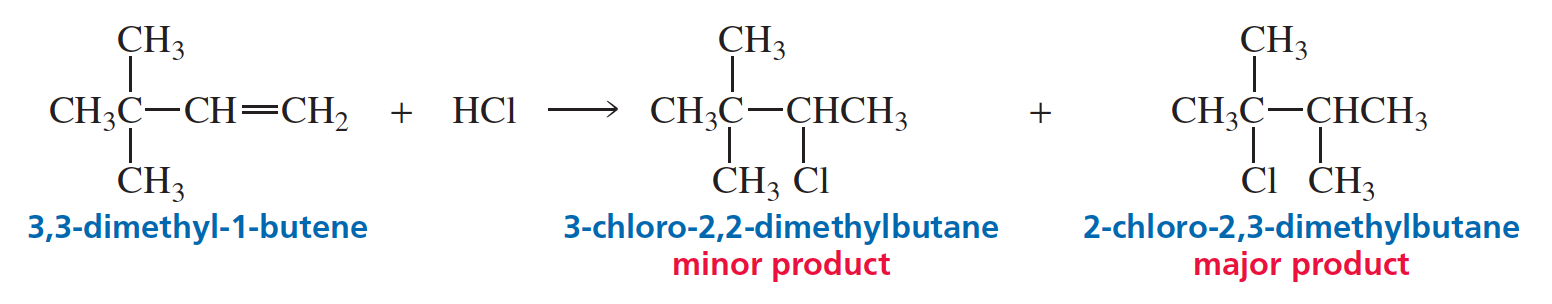 CH3 CH3 CH3
CH3C—CH=CH2 + HCl ⟶ CH3C—CHCH3 + CH3C—CHCH3
CH3 CH3 Cl Cl CH3
3,3-dimethyl-1-butene 3-chloro-2,2-dimethylbutane 2-chloro-2,3-dimethylbutane
minor product major product